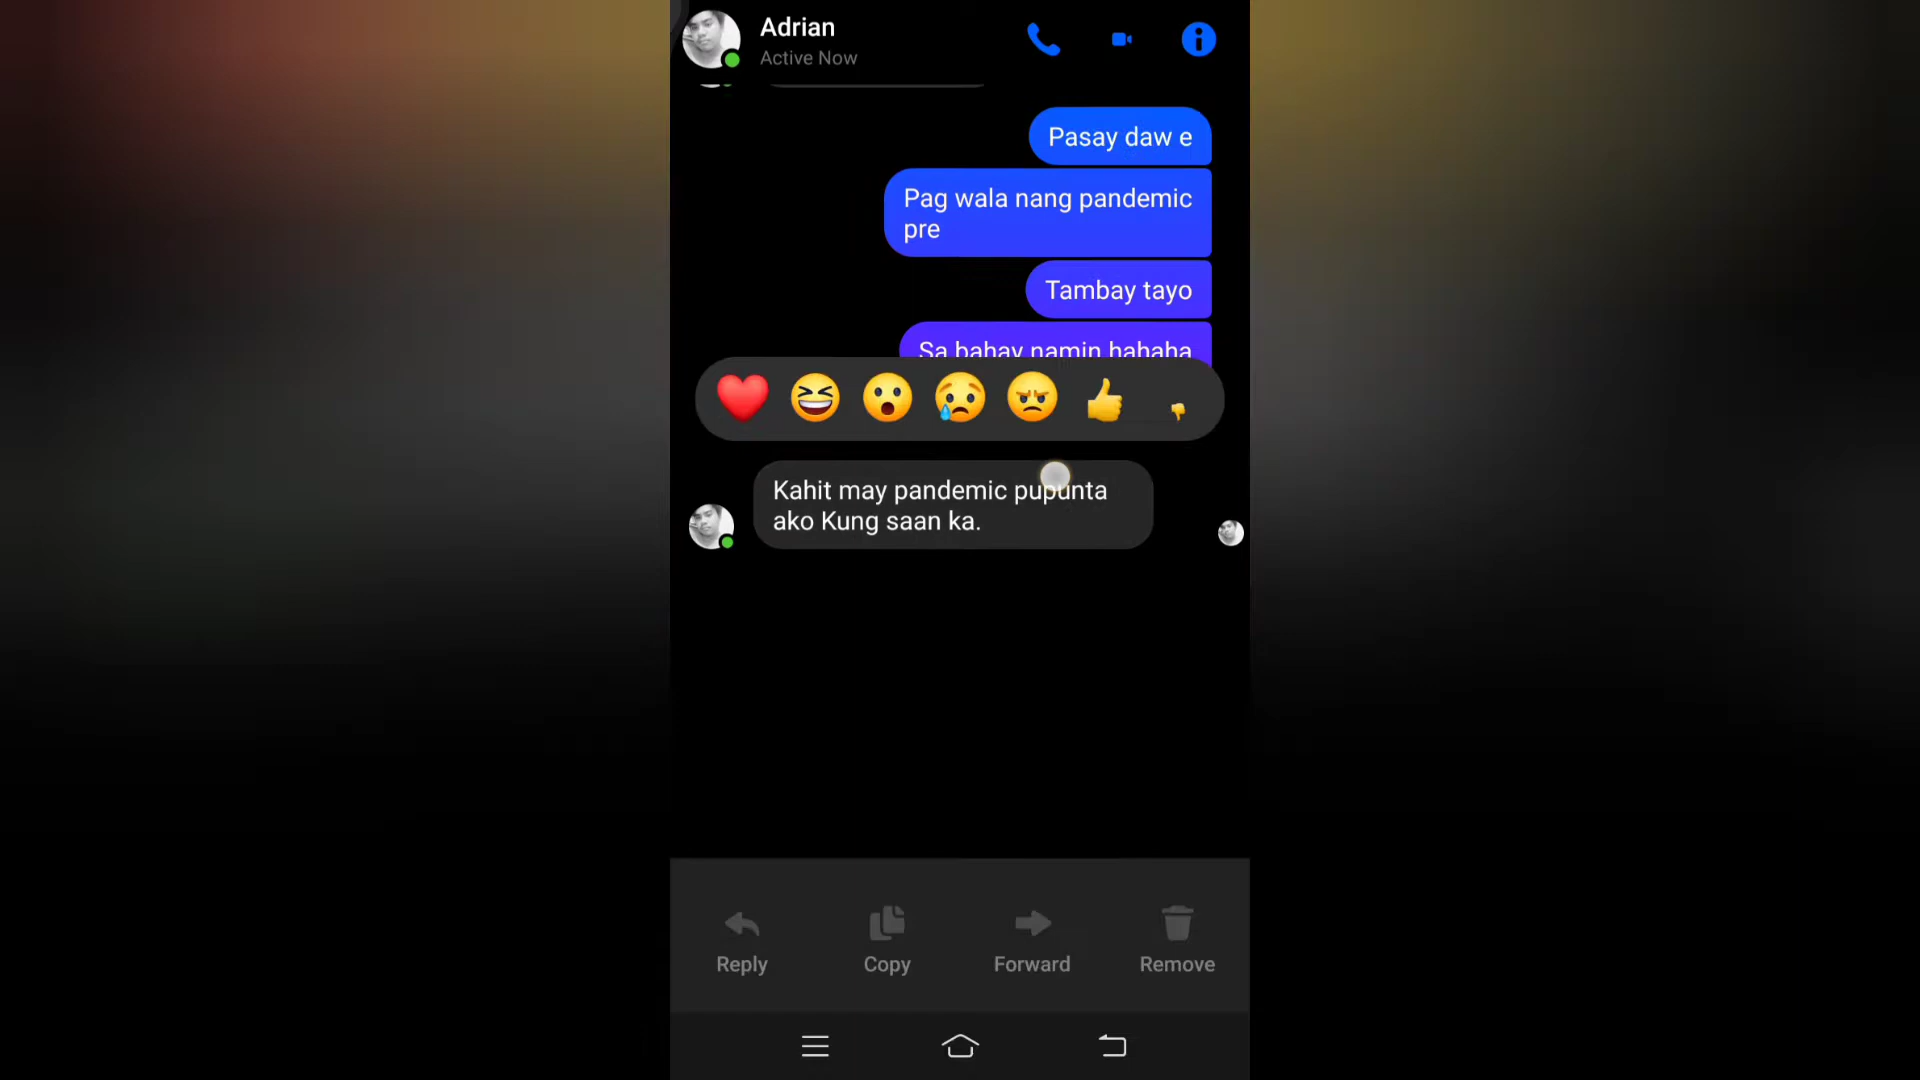 Adrian
Active Now
Pasay daw e
Pag wala nang pandemic
pre
Tambay tayo
Sa bahay namin hahaha
Kahit may pandemic pupunta
ako Kung saan ka.
Reply
Copy
Forward
Remove